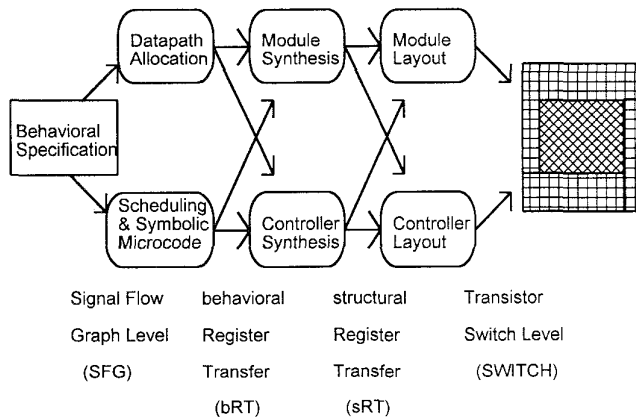 Datapath
Allocation
Module
Synthesis
Module
Layout
Behavioral
Specification
Scheduling
& Symbolic
Microcode
Controller
Synthesis
Controller
Layout
Signal Flow
Graph Level
(SFG)
behavioral
Register
Transfer
(bRT)
structural
Register
Transfer
(sRT)
Transistor
Switch Level
(SWITCH)